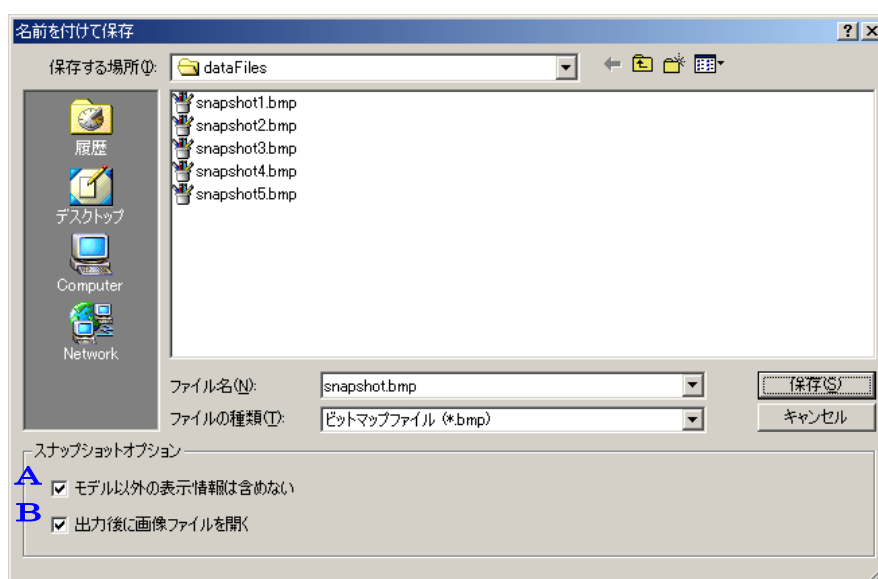 名前を付けて保存
保存する場所(I):
dataFiles
snapshot1.bmp
snapshot2.bmp
snapshot3.bmp
snapshot4.bmp
snapshot5.bmp
履歴
デスクトップ
Computer
Network
ファイル名(N):
snapshot.bmp
保存(S)
ファイルの種類(T):
ビットマップファイル (*.bmp)
キャンセル
スナップショットオプション
A
モデル以外の表示情報は含めない
B
出力後に画像ファイルを開く